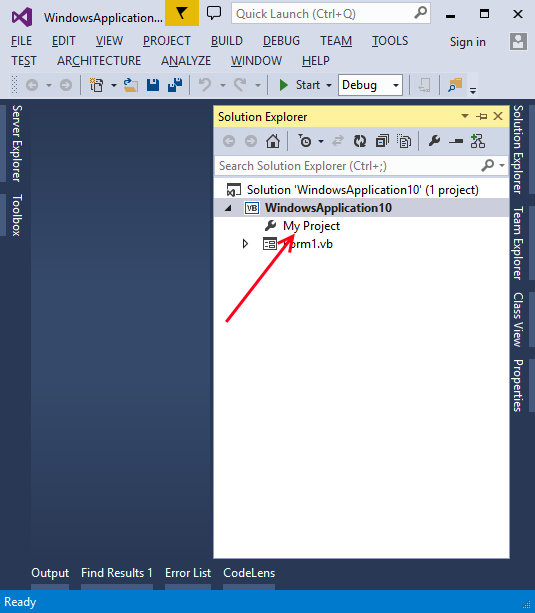 WindowsApplication... Quick Launch (Ctrl+Q)
FILE EDIT VIEW PROJECT BUILD DEBUG TEAM TOOLS Sign in
TEST ARCHITECTURE ANALYZE WINDOW HELP
Start Debug
Server Explorer
Toolbox
Solution Explorer
Search Solution Explorer (Ctrl+;)
Solution 'WindowsApplication10' (1 project)
VB WindowsApplication10
My Project
Form1.vb
Solution Explorer
Team Explorer
Class View
Properties
Output Find Results 1 Error List CodeLens
Ready